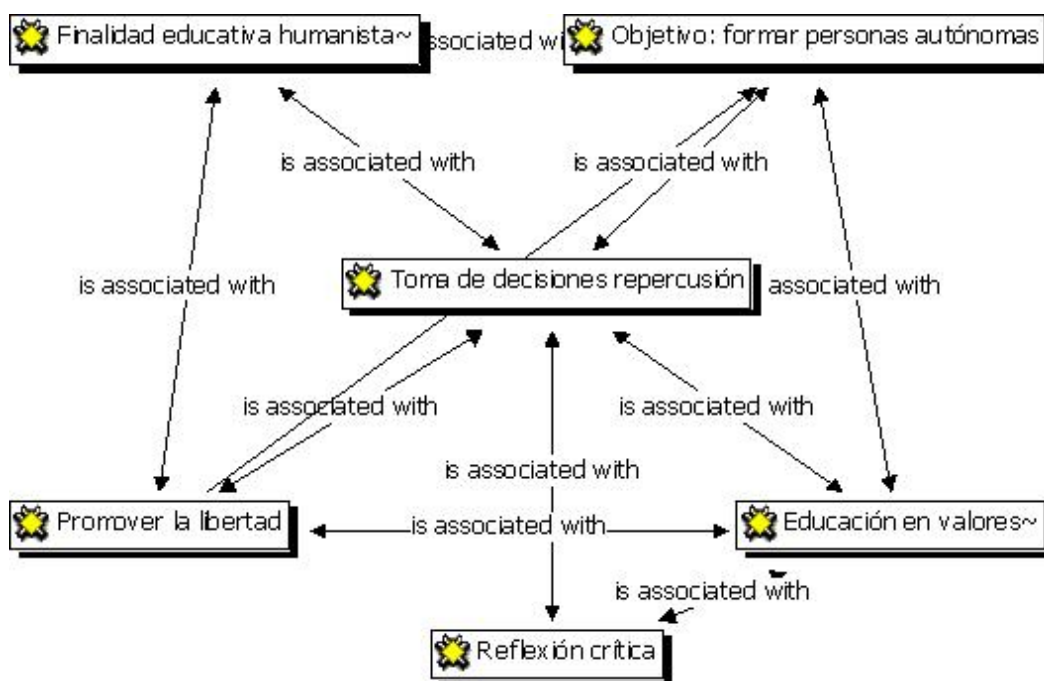 Finalidad educativa humanista~
ssociated wi
Objetivo: formar personas autónomas
is associated with
is associated with
Toma de decisiones repercusión
is associated with
associated with
is associated with
is associated with
is associated with
Promover la libertad
is associated with
Educación en valores~
is associated with
Reflexión crítica